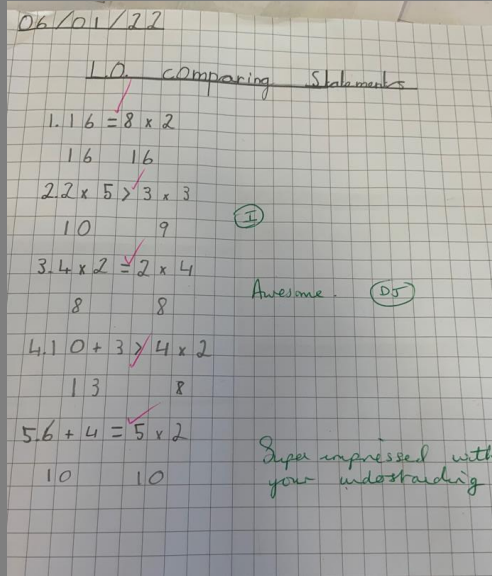 06/01/22
L.O. comparing Statements
1. 16 = 8 x 2
16 16
2. 2 x 5 > 3 x 3
10 9
I
3. 4 x 2 = 2 x 4
8 8
Awesome. DJ
4. 10 + 3 > 4 x 2
13 8
5. 6 + 4 = 5 x 2
10 10
Super impressed with
your undostanding